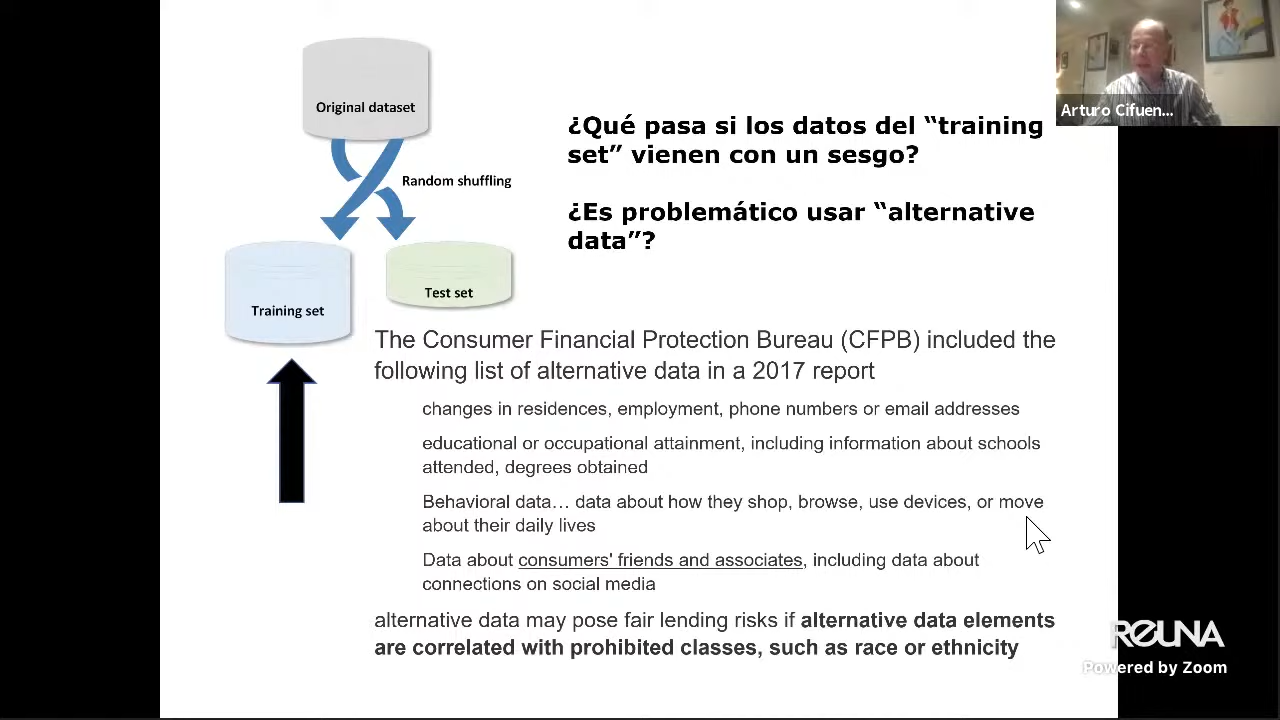 Original dataset
Random shuffling
Training set
Test set
¿Qué pasa si los datos del “training
set” vienen con un sesgo?
¿Es problemático usar “alternative
data”?
The Consumer Financial Protection Bureau (CFPB) included the
following list of alternative data in a 2017 report
changes in residences, employment, phone numbers or email addresses
educational or occupational attainment, including information about schools
attended, degrees obtained
Behavioral data… data about how they shop, browse, use devices, or move
about their daily lives
Data about consumers' friends and associates, including data about
connections on social media
alternative data may pose fair lending risks if alternative data elements
are correlated with prohibited classes, such as race or ethnicity
Arturo Cifuen...
REUNA
Powered by Zoom